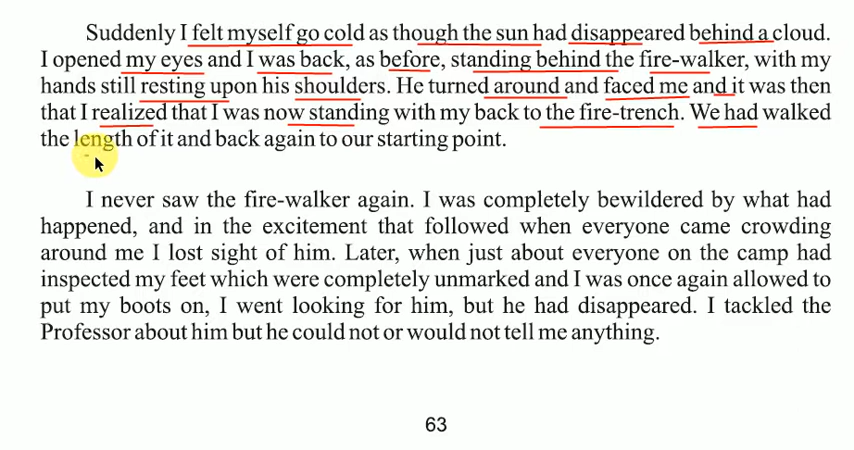 Suddenly I felt myself go cold as though the sun had disappeared behind a cloud.
I opened my eyes and I was back, as before, standing behind the fire-walker, with my
hands still resting upon his shoulders. He turned around and faced me and it was then
that I realized that I was now standing with my back to the fire-trench. We had walked
the length of it and back again to our starting point.
I never saw the fire-walker again. I was completely bewildered by what had
happened, and in the excitement that followed when everyone came crowding
around me I lost sight of him. Later, when just about everyone on the camp had
inspected my feet which were completely unmarked and I was once again allowed to
put my boots on, I went looking for him, but he had disappeared. I tackled the
Professor about him but he could not or would not tell me anything.
63